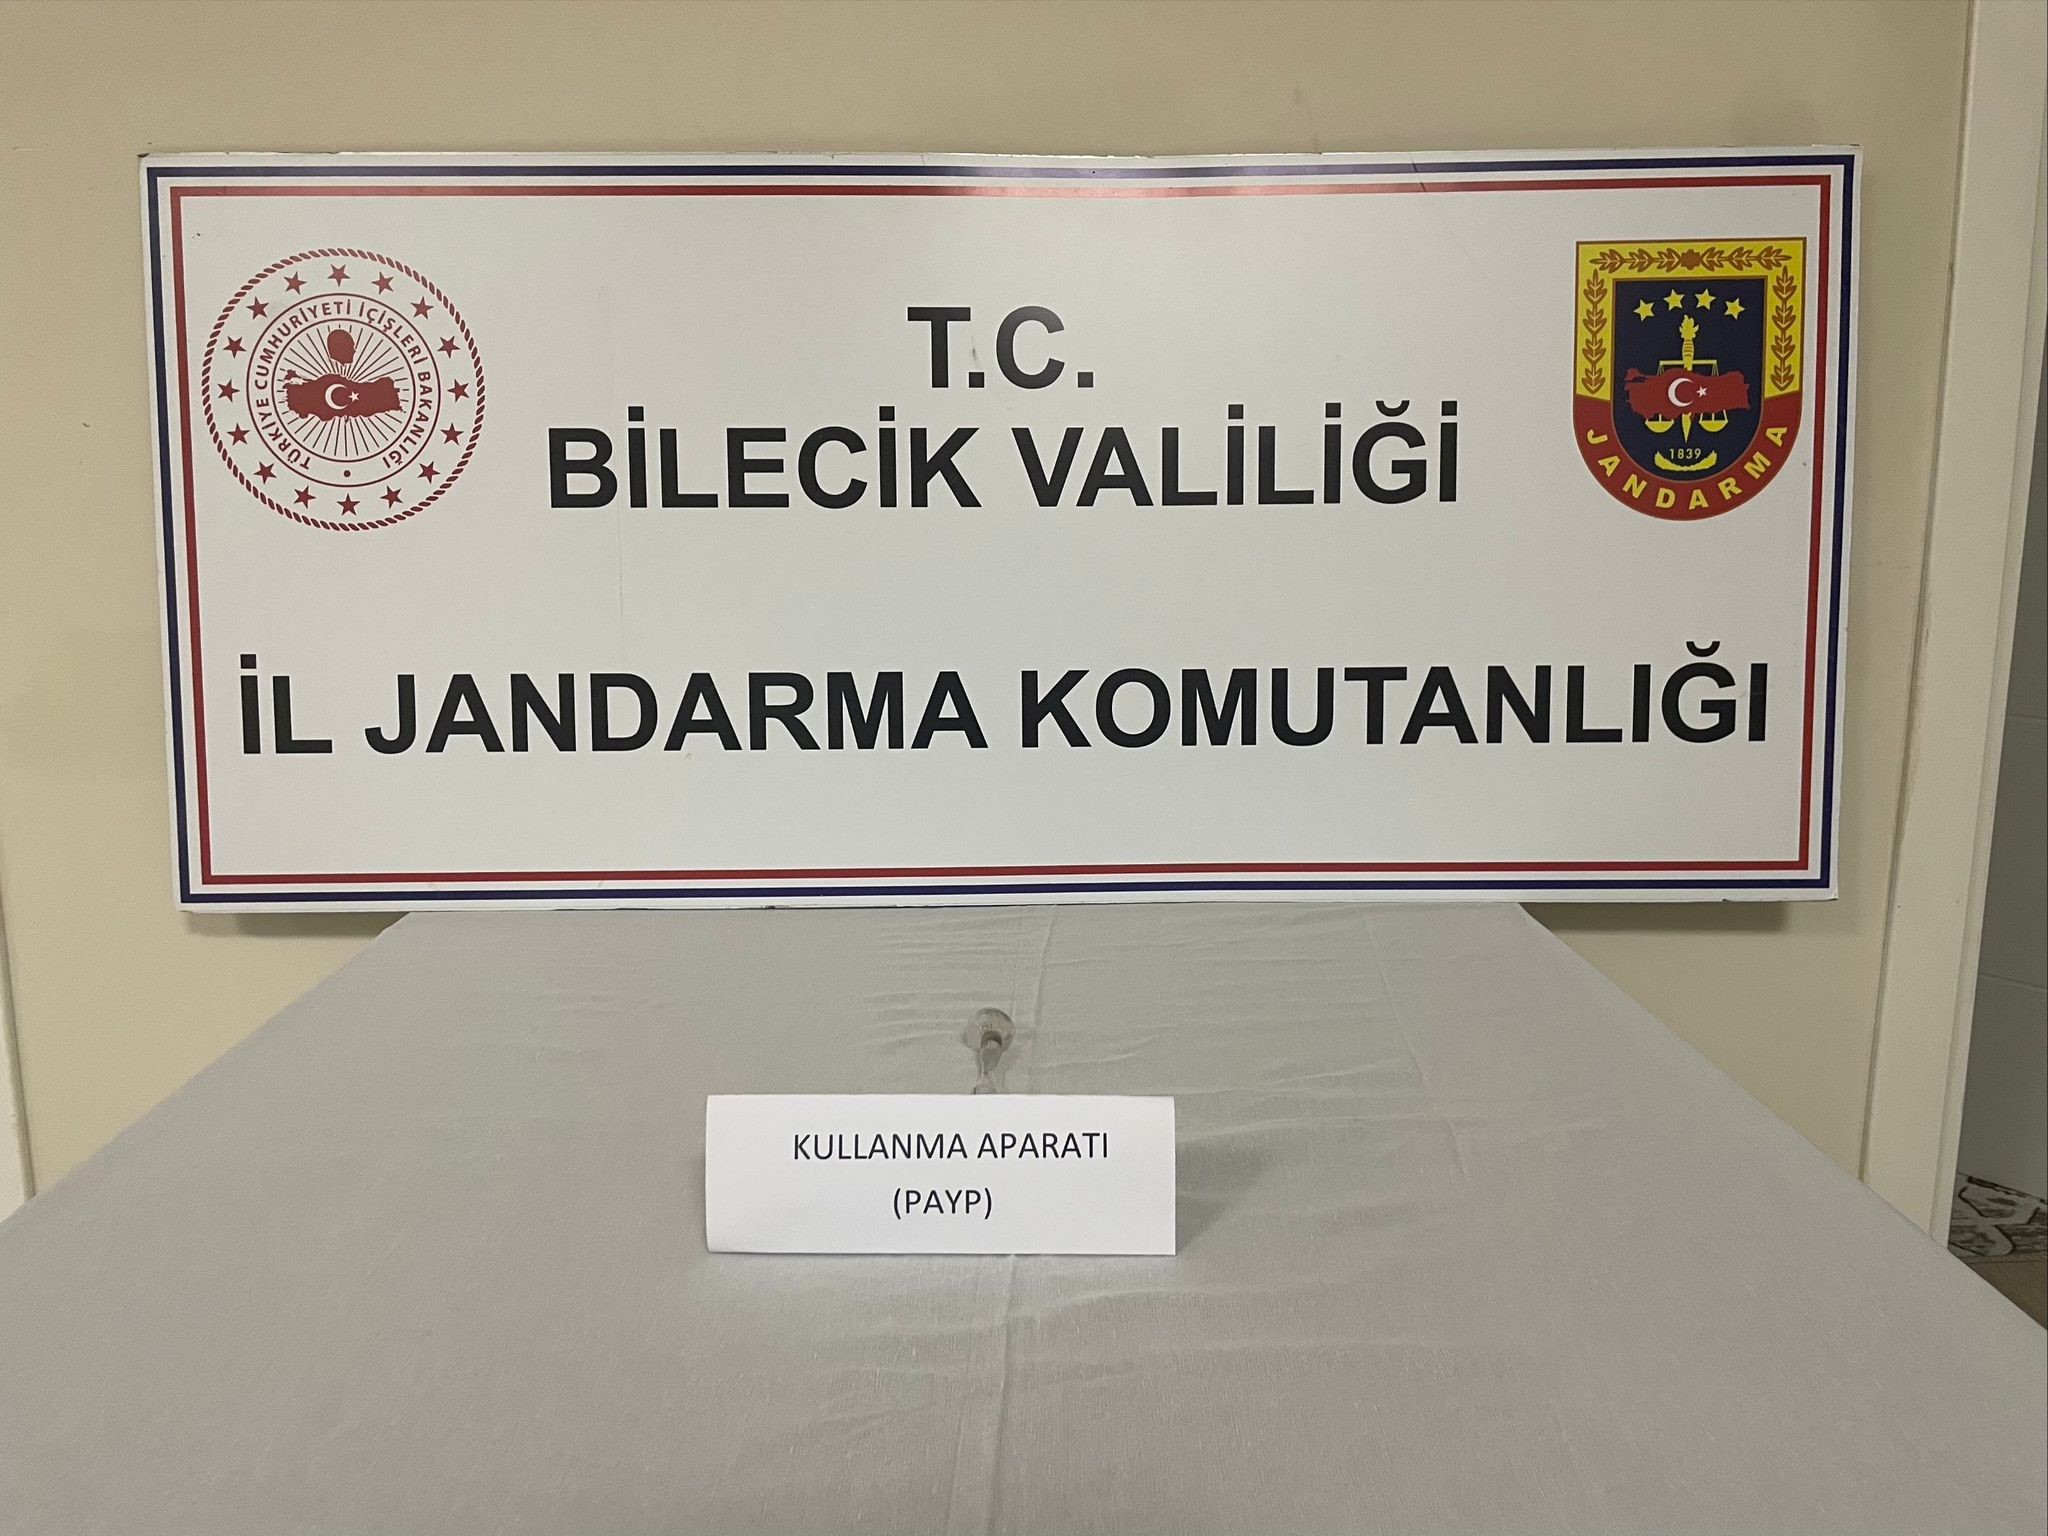 T.C.
BİLECİK VALİLİĞİ
İL JANDARMA KOMUTANLIĞI
TÜRKİYE CUMHURİYETİ İÇİŞLERİ BAKANLIĞI
1839
JANDARMA
KULLANMA APARATI
(PAYP)